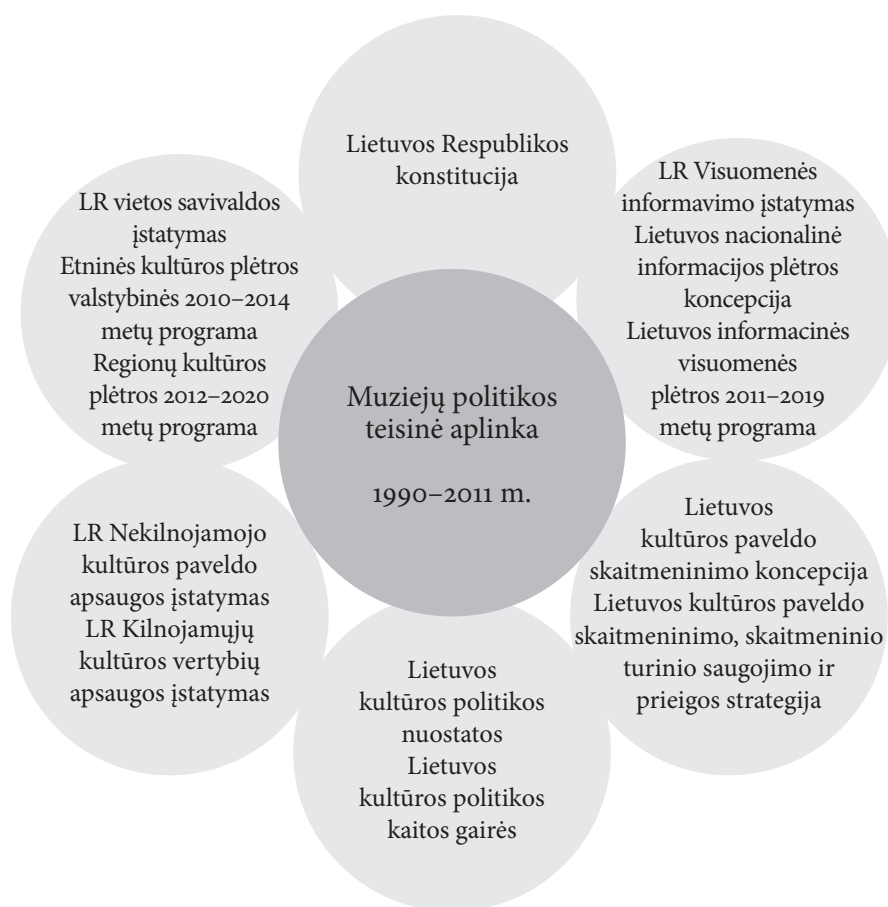 Lietuvos Respublikos
konstitucija
LR Visuomenės
informavimo įstatymas
Lietuvos nacionalinė
informacijos plėtros
koncepcija
Lietuvos informacinės
visuomenės
plėtros 2011–2019
metų programa
Lietuvos
kultūros paveldo
skaitmeninimo koncepcija
Lietuvos kultūros paveldo
skaitmeninimo, skaitmeninio
turinio saugojimo ir
prieigos strategija
Lietuvos
kultūros politikos
nuostatos
Lietuvos
kultūros politikos
kaitos gairės
LR Nekilnojamojo
kultūros paveldo
apsaugos įstatymas
LR Kilnojamųjų
kultūros vertybių
apsaugos įstatymas
LR vietos savivaldos
įstatymas
Etninės kultūros plėtros
valstybinės 2010–2014
metų programa
Regionų kultūros
plėtros 2012–2020
metų programa
Muziejų politikos
teisinė aplinka
1990–2011 m.